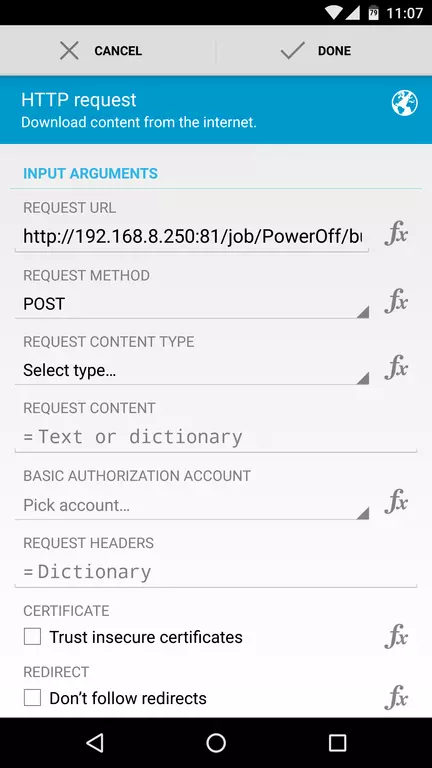 79 11:07
CANCEL DONE
HTTP request
Download content from the internet.
INPUT ARGUMENTS
REQUEST URL
http://192.168.8.250:81/job/PowerOff/bu
fx
REQUEST METHOD
POST
fx
REQUEST CONTENT TYPE
Select type…
fx
REQUEST CONTENT
= Text or dictionary
BASIC AUTHORIZATION ACCOUNT
Pick account…
fx
REQUEST HEADERS
= Dictionary
CERTIFICATE
Trust insecure certificates
fx
REDIRECT
Don’t follow redirects
fx